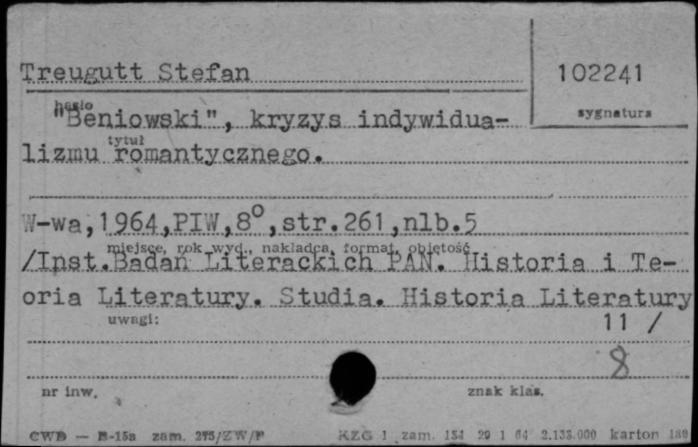 Treugutt Stefan
102241
hasło
sygnatura
"Beniowski", kryzys indywidua-
tytuł
lizmu romantycznego.
W-wa,1964,PIW,8°,str.261,nlb.5
miejsce, rok wyd., nakładca, format, objętość
/Inst.Badań Literackich PAN. Historia i Te-
oria Literatury. Studia. Historia Literatury
uwagi:
11 /
8
nr inw.
znak klas.
CWD — B-15a zam. 275/ZW/P
KZG 1 zam. 154 29 1 64 2.133.000 karton